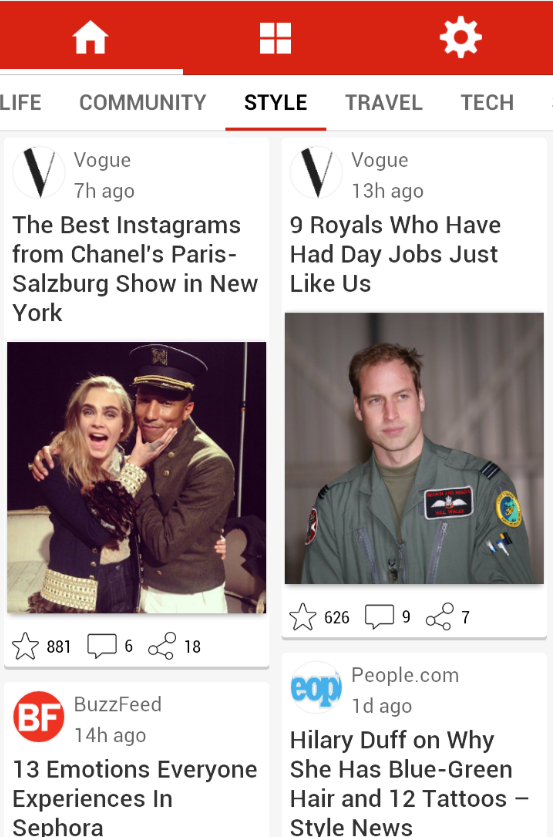 LIFE COMMUNITY STYLE TRAVEL TECH
Vogue
7h ago
The Best Instagrams
from Chanel's Paris-
Salzburg Show in New
York
881 6 18
BF
BuzzFeed
14h ago
13 Emotions Everyone
Experiences In
Sephora
V
Vogue
13h ago
9 Royals Who Have
Had Day Jobs Just
Like Us
626 9 7
eop
People.com
1d ago
Hilary Duff on Why
She Has Blue-Green
Hair and 12 Tattoos –
Style News